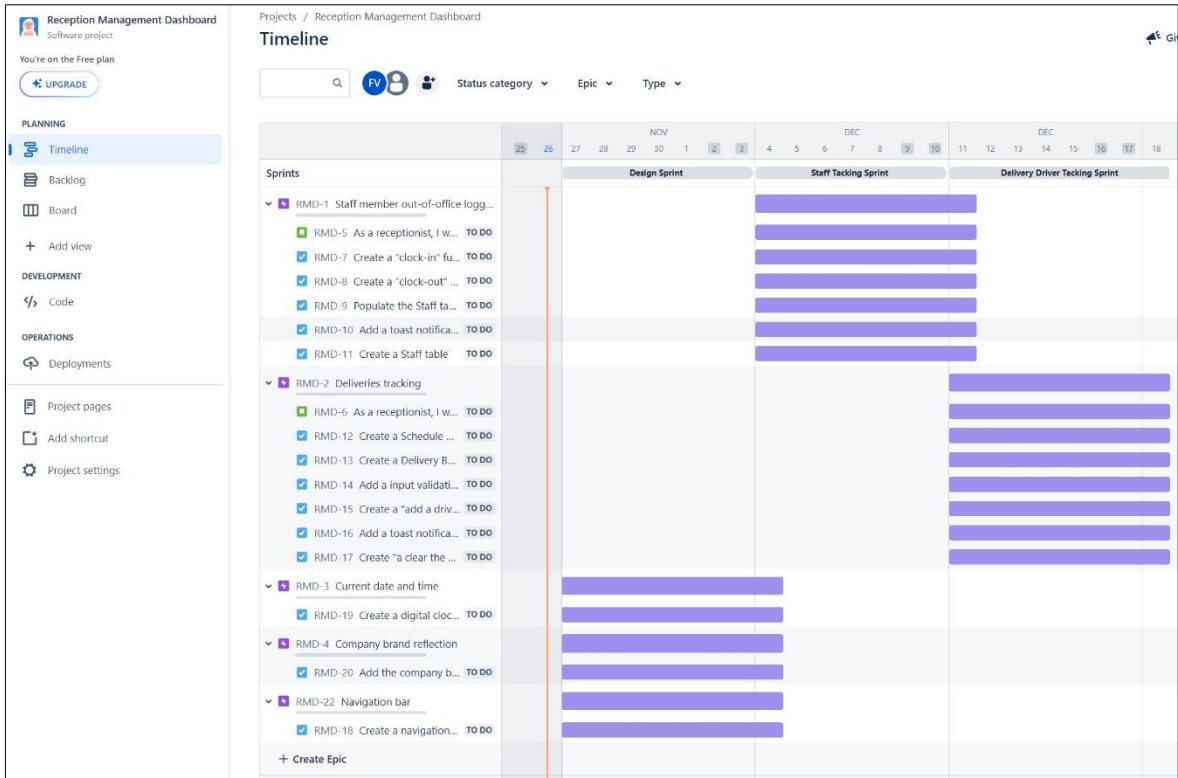 Reception Management Dashboard
Software project
You're on the Free plan
UPGRADE
PLANNING
Timeline
Backlog
Board
+ Add view
DEVELOPMENT
Code
OPERATIONS
Deployments
Project pages
Add shortcut
Project settings
Projects / Reception Management Dashboard
Timeline
Giv
FV
Status category
Epic
Type
NOV DEC DEC
25 26 27 28 29 30 1 2 3 4 5 6 7 8 9 10 11 12 13 14 15 16 17 18
Sprints Design Sprint Staff Tacking Sprint Delivery Driver Tacking Sprint
RMD-1 Staff member out-of-office logg...
RMD-5 As a receptionist, I w... TO DO
RMD-7 Create a "clock-in" fu... TO DO
RMD-8 Create a "clock-out" ... TO DO
RMD-9 Populate the Staff ta... TO DO
RMD-10 Add a toast notifica... TO DO
RMD-11 Create a Staff table TO DO
RMD-2 Deliveries tracking
RMD-6 As a receptionist, I w... TO DO
RMD-12 Create a Schedule ... TO DO
RMD-13 Create a Delivery B... TO DO
RMD-14 Add a input validati... TO DO
RMD-15 Create a "add a driv... TO DO
RMD-16 Add a toast notifica... TO DO
RMD-17 Create "a clear the ... TO DO
RMD-3 Current date and time
RMD-19 Create a digital cloc... TO DO
RMD-4 Company brand reflection
RMD-20 Add the company b... TO DO
RMD-22 Navigation bar
RMD-18 Create a navigation... TO DO
+ Create Epic